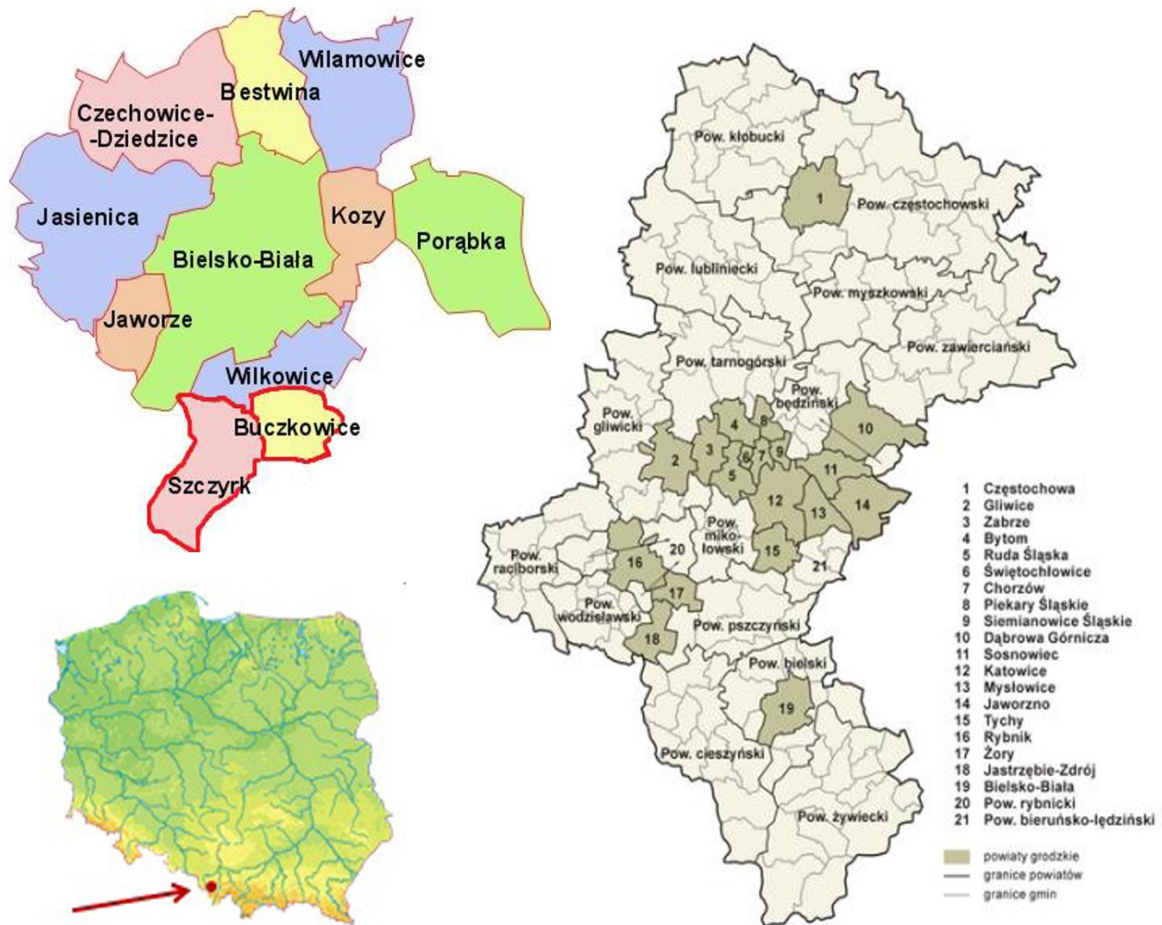 Wilamowice
Bestwina
Czechowice-
-Dziedzice
Jasienica
Kozy
Porąbka
Bielsko-Biała
Jaworze
Wilkowice
Buczkowice
Szczyrk
Pow. kłobucki
1
Pow. częstochowski
Pow. lubliniecki
Pow. myszkowski
Pow. zawierciański
Pow. tarnogórski
Pow.
będziński
Pow.
gliwicki
4
8
10
2
3
6
7
9
5
11
12
13
14
Pow.
miko-
łowski
15
21
Pow.
raciborski
16
20
17
Pow.
wodzisławski
18
Pow. pszczyński
Pow. bielski
19
Pow. cieszyński
Pow. żywiecki
1 Częstochowa
2 Gliwice
3 Zabrze
4 Bytom
5 Ruda Śląska
6 Świętochłowice
7 Chorzów
8 Piekary Śląskie
9 Siemianowice Śląskie
10 Dąbrowa Górnicza
11 Sosnowiec
12 Katowice
13 Mysłowice
14 Jaworzno
15 Tychy
16 Rybnik
17 Żory
18 Jastrzębie-Zdrój
19 Bielsko-Biała
20 Pow. rybnicki
21 Pow. bieruńsko-lędziński
powiaty grodzkie
granice powiatów
granice gmin